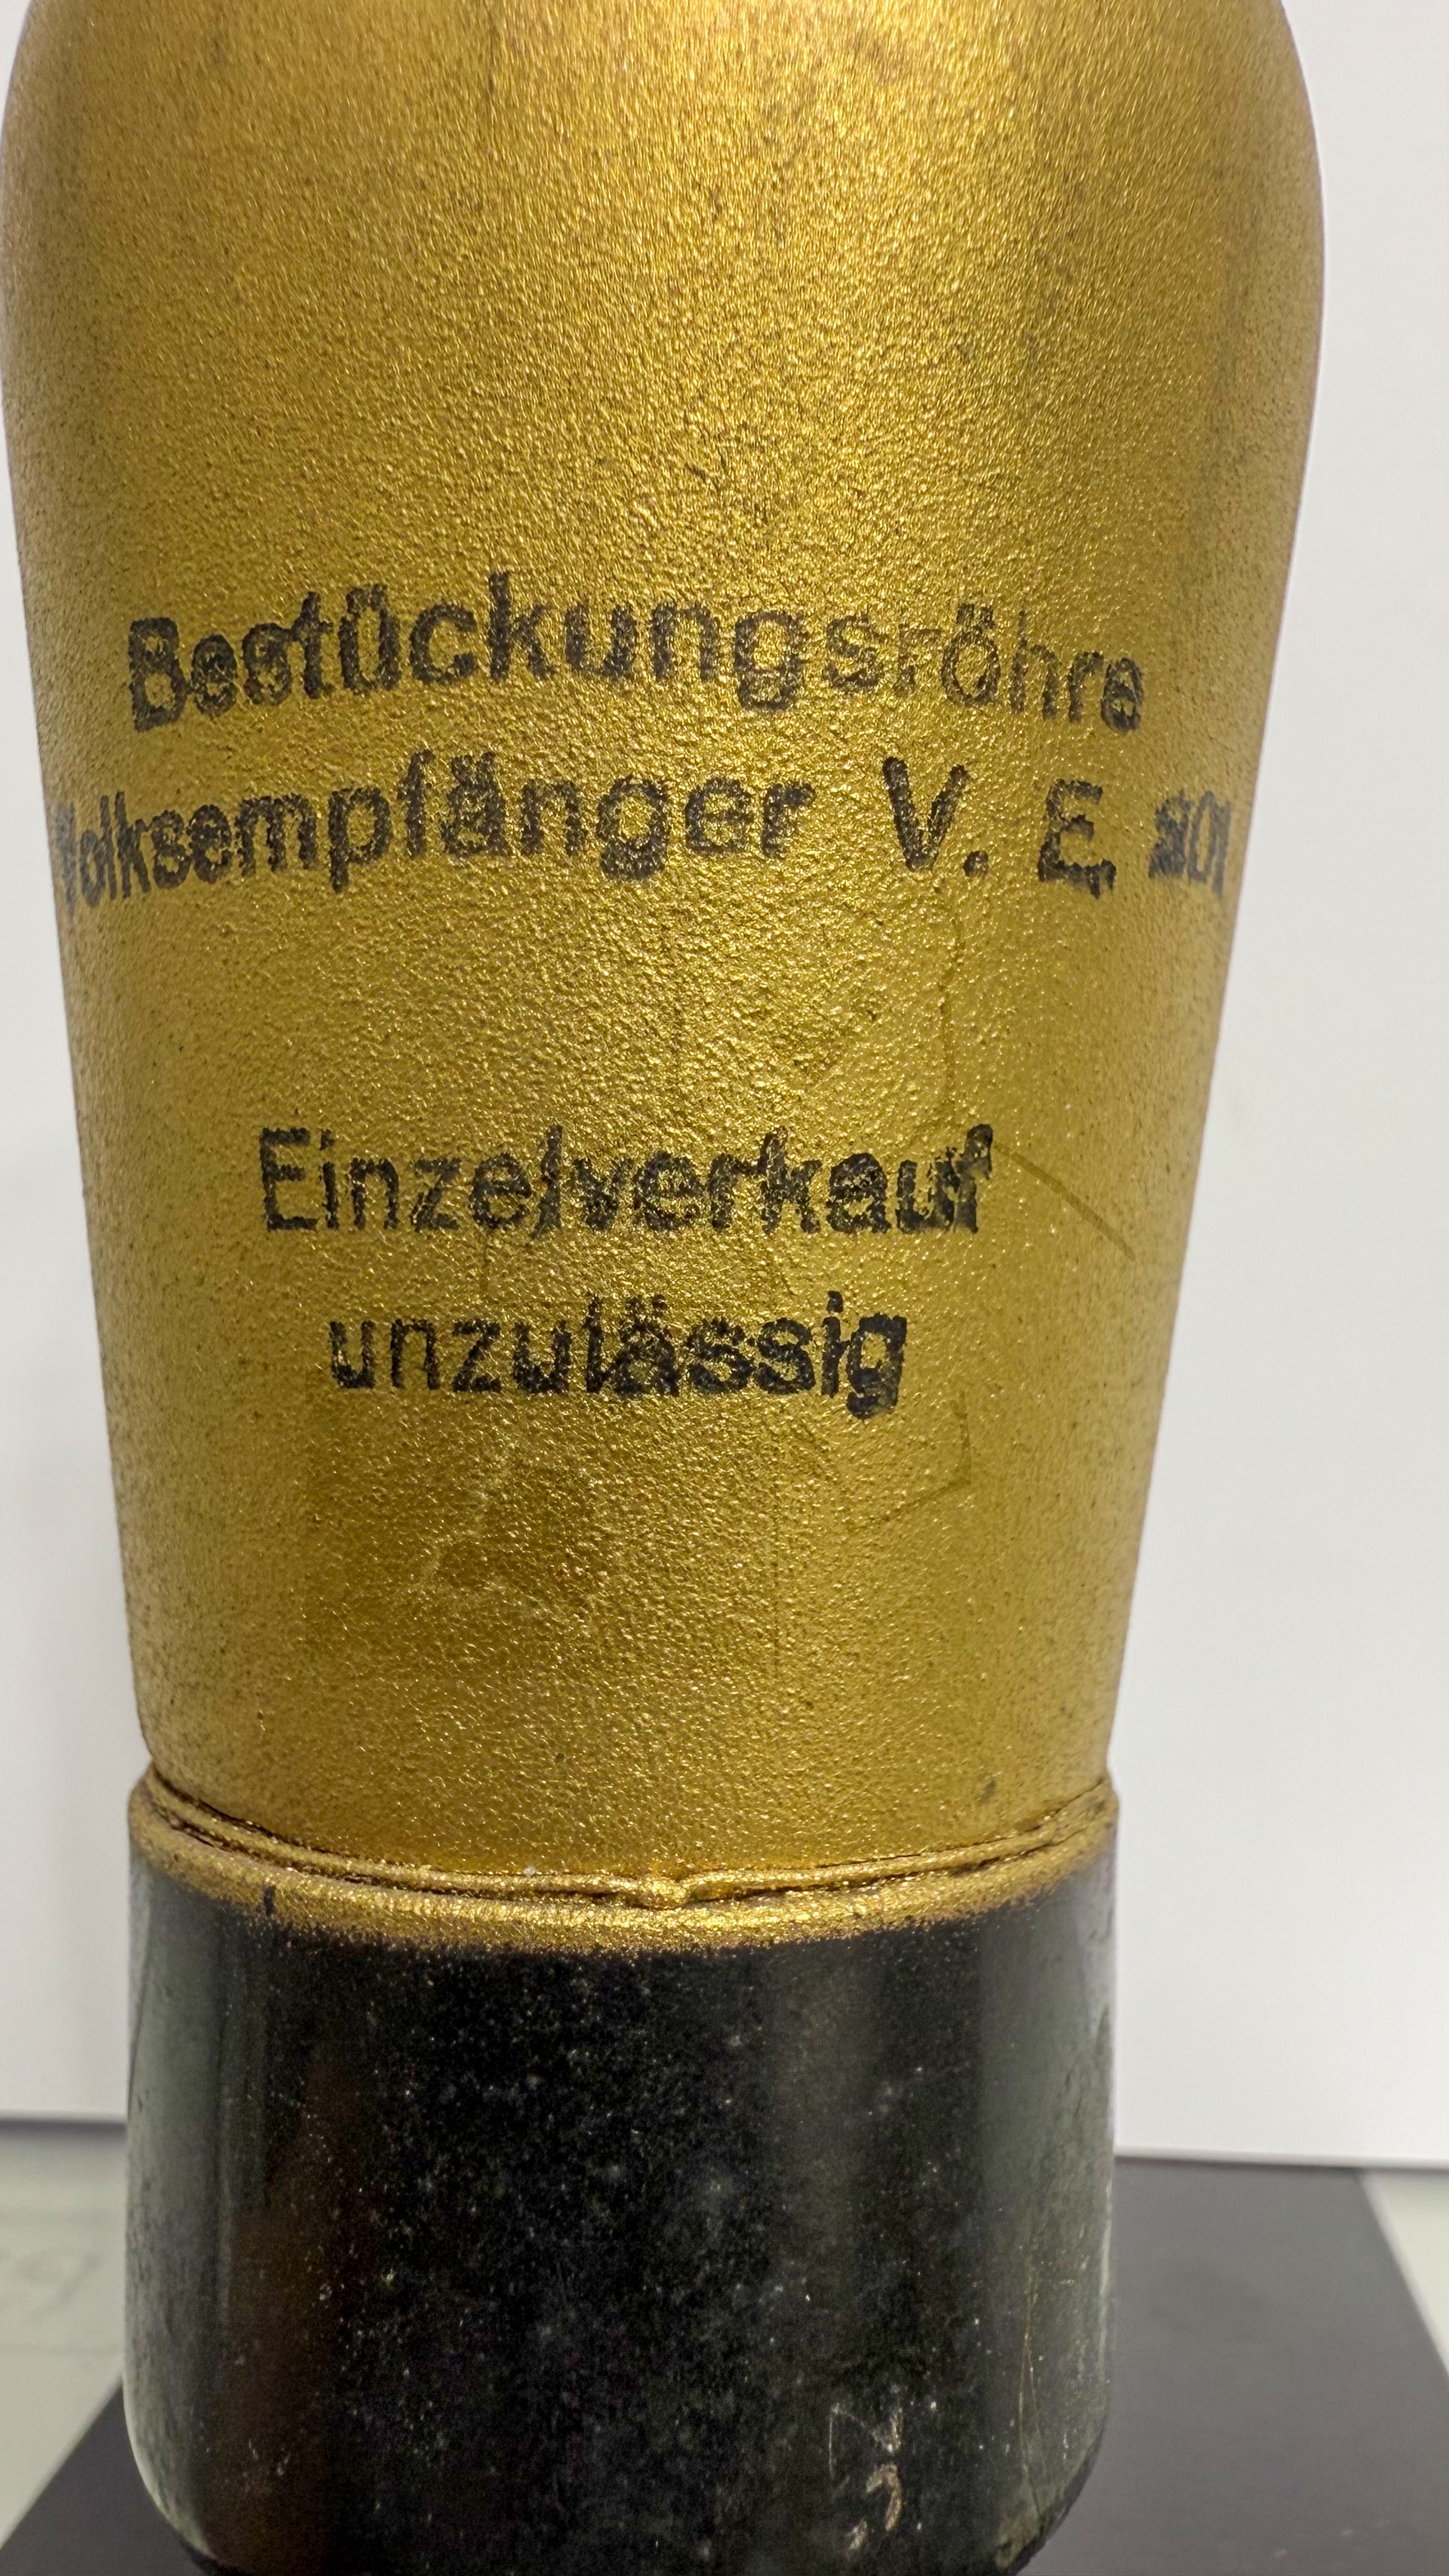 Bestückungsröhre
Volksempfänger V. E. 301
Einzelverkauf
unzulässig